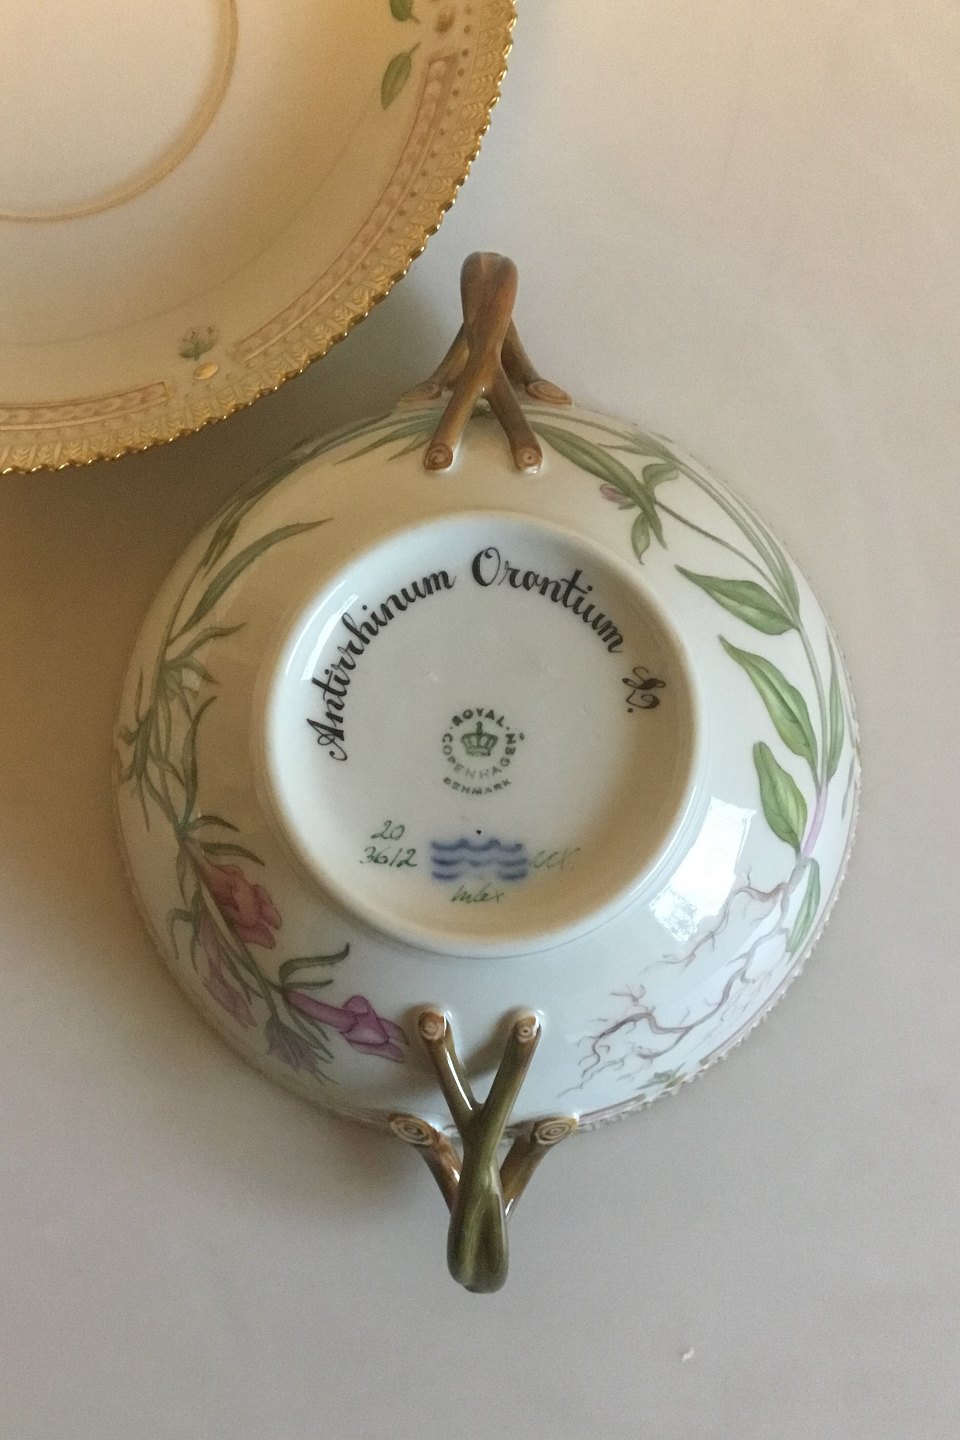 Antirrhinum Orontium L.
ROYAL
COPENHAGEN
DENMARK
20
3612